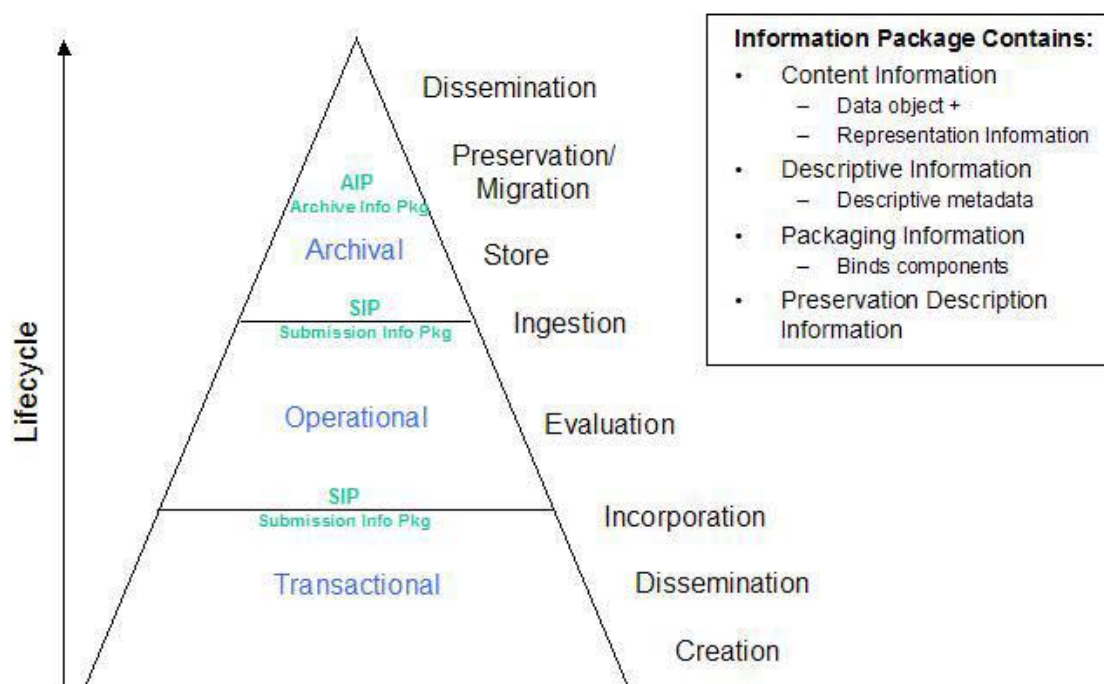 Lifecycle
Dissemination
Preservation/
Migration
AIP
Archive Info Pkg
Archival
Store
SIP
Submission Info Pkg
Ingestion
Operational
Evaluation
SIP
Submission Info Pkg
Incorporation
Transactional
Dissemination
Creation
Information Package Contains:
• Content Information
– Data object +
– Representation Information
• Descriptive Information
– Descriptive metadata
• Packaging Information
– Binds components
• Preservation Description
Information